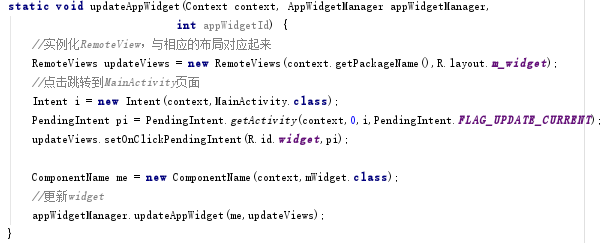 static void updateAppWidget(Context context, AppWidgetManager appWidgetManager,
int appWidgetId) {
//实例化RemoteView，与相应的布局对应起来
RemoteViews updateViews = new RemoteViews(context.getPackageName(),R.layout.m_widget);
//点击跳转到MainActivity页面
Intent i = new Intent(context,MainActivity.class);
PendingIntent pi = PendingIntent.getActivity(context,0,i,PendingIntent.FLAG_UPDATE_CURRENT);
updateViews.setOnClickPendingIntent(R.id.widget,pi);
ComponentName me = new ComponentName(context,mWidget.class);
//更新widget
appWidgetManager.updateAppWidget(me,updateViews);
}